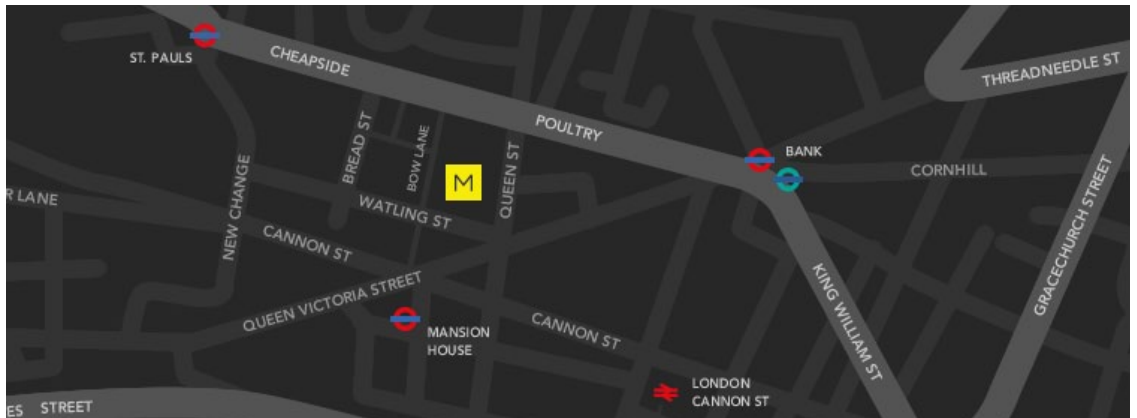 ST. PAULS
CHEAPSIDE
THREADNEEDLE ST
POULTRY
BANK
BREAD ST
BOW LANE
M
QUEEN ST
CORNHILL
R LANE
NEW CHANGE
WATLING ST
CANNON ST
GRACECHURCH STREET
QUEEN VICTORIA STREET
KING WILLIAM ST
MANSION
HOUSE
CANNON ST
LONDON
CANNON ST
ES STREET